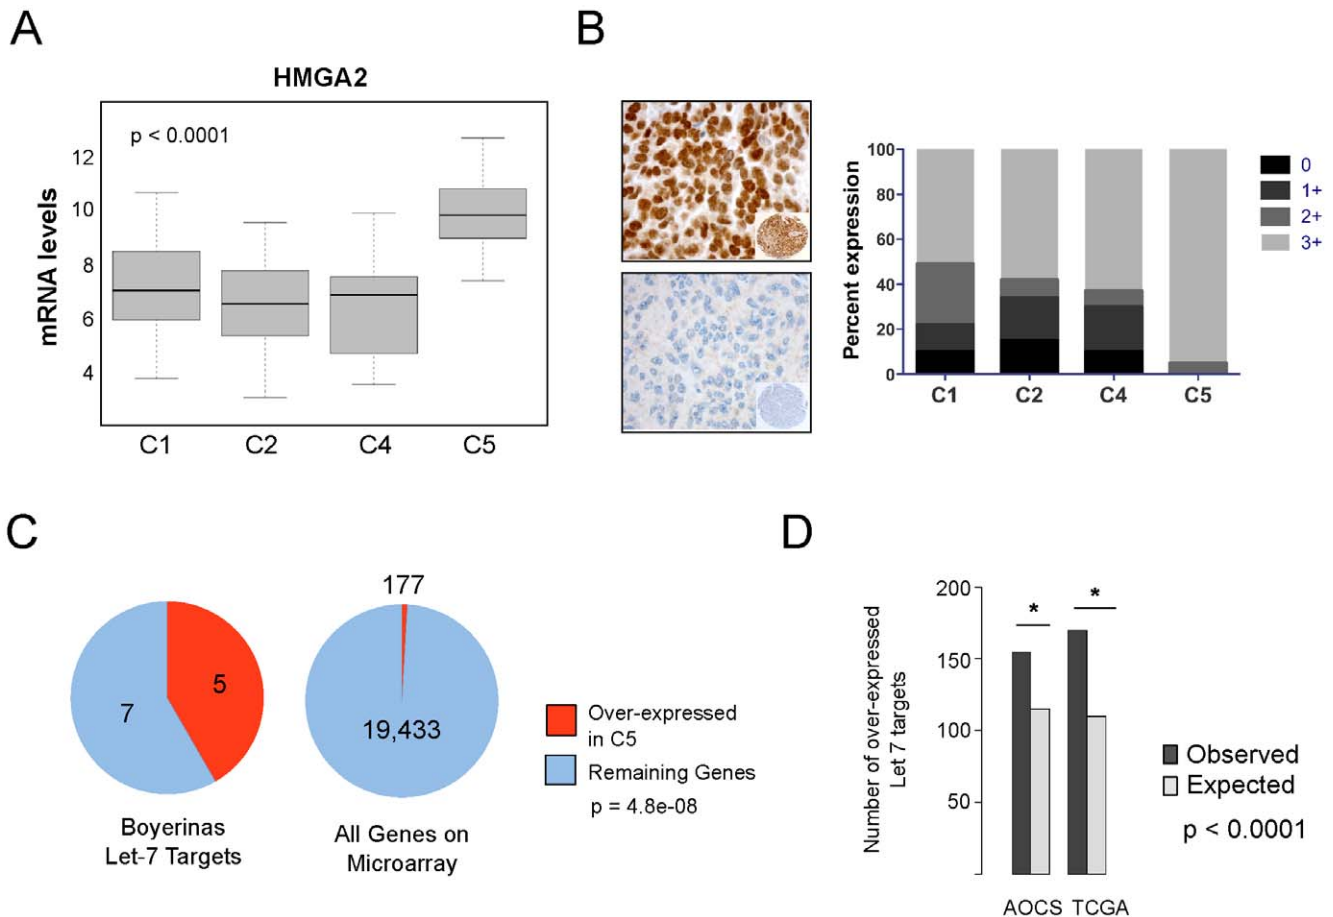 A
HMGA2
p < 0.0001
mRNA levels
12
10
8
6
4
C1 C2 C4 C5
B
Percent expression
100
80
60
40
20
0
C1 C2 C4 C5
0
1+
2+
3+
C
5
7
Boyerinas
Let-7 Targets
177
19,433
All Genes on
Microarray
Over-expressed
in C5
Remaining Genes
p = 4.8e-08
D
Number of over-expressed
Let 7 targets
200
150
100
50
* *
AOCS TCGA
Observed
Expected
p < 0.0001